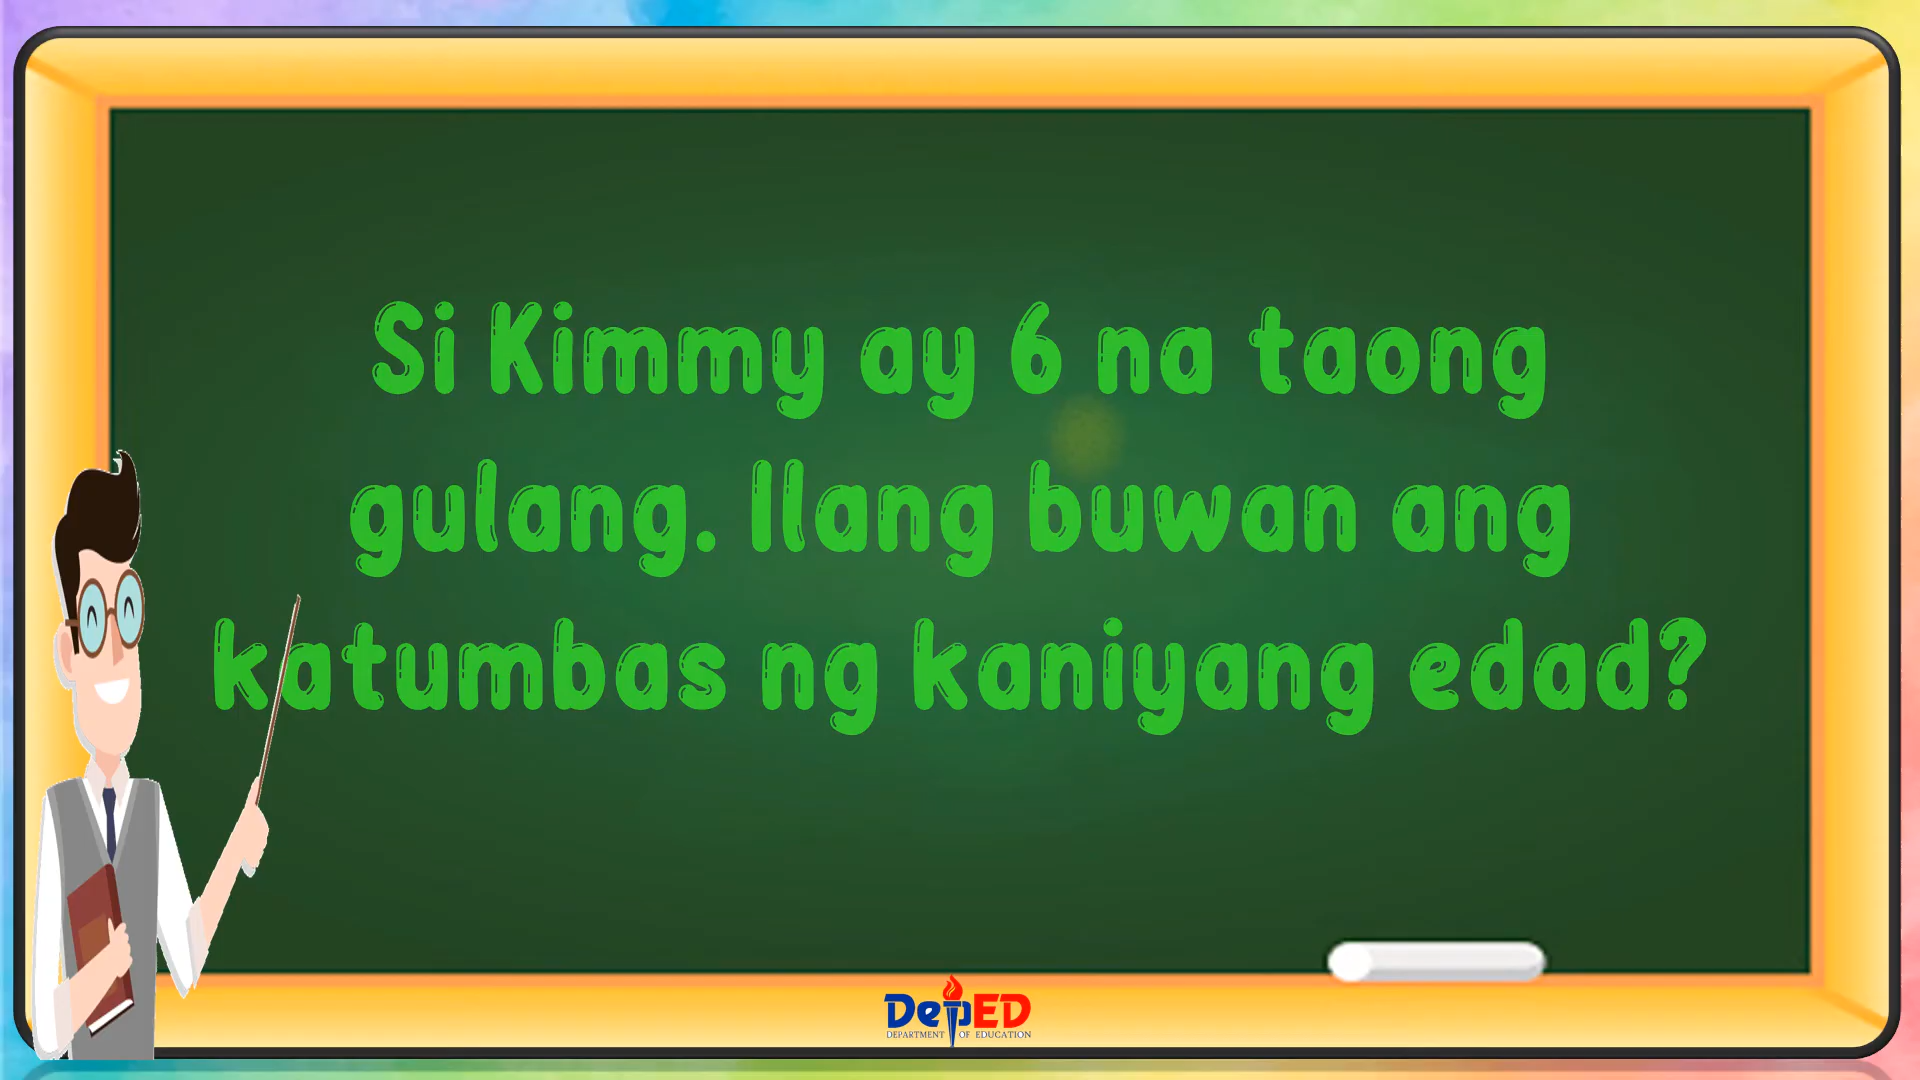 Si Kimmy ay 6 na taong
gulang. Ilang buwan ang
katumbas ng kaniyang edad?
DepED
DEPARTMENT OF EDUCATION